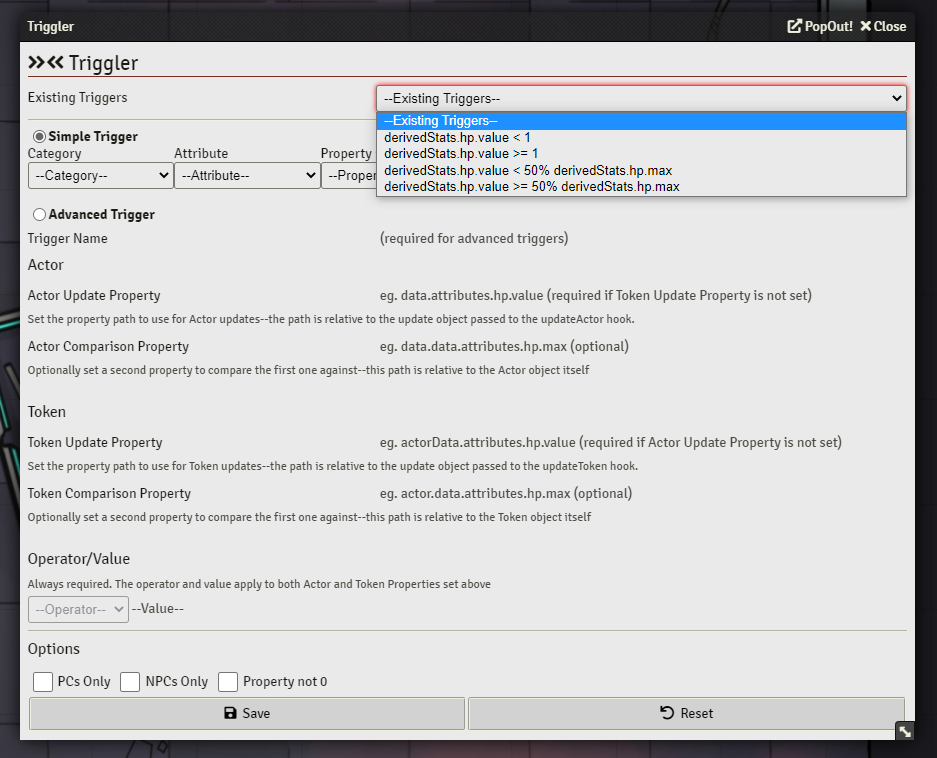 Triggler
PopOut! Close
Triggler
Existing Triggers
--Existing Triggers--
--Existing Triggers--
derivedStats.hp.value < 1
derivedStats.hp.value >= 1
derivedStats.hp.value < 50% derivedStats.hp.max
derivedStats.hp.value >= 50% derivedStats.hp.max
Simple Trigger
Category Attribute Property
--Category-- --Attribute-- --Proper
Advanced Trigger
Trigger Name (required for advanced triggers)
Actor
Actor Update Property eg. data.attributes.hp.value (required if Token Update Property is not set)
Set the property path to use for Actor updates--the path is relative to the update object passed to the updateActor hook.
Actor Comparison Property eg. data.data.attributes.hp.max (optional)
Optionally set a second property to compare the first one against--this path is relative to the Actor object itself
Token
Token Update Property eg. actorData.attributes.hp.value (required if Actor Update Property is not set)
Set the property path to use for Token updates--the path is relative to the update object passed to the updateToken hook.
Token Comparison Property eg. actor.data.attributes.hp.max (optional)
Optionally set a second property to compare the first one against--this path is relative to the Token object itself
Operator/Value
Always required. The operator and value apply to both Actor and Token Properties set above
--Operator-- --Value--
Options
PCs Only NPCs Only Property not 0
Save Reset